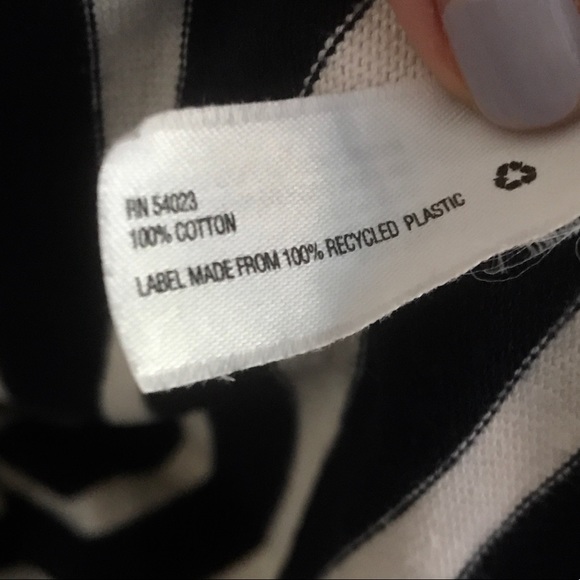 RN 54023
100% COTTON
LABEL MADE FROM 100% RECYCLED PLASTIC